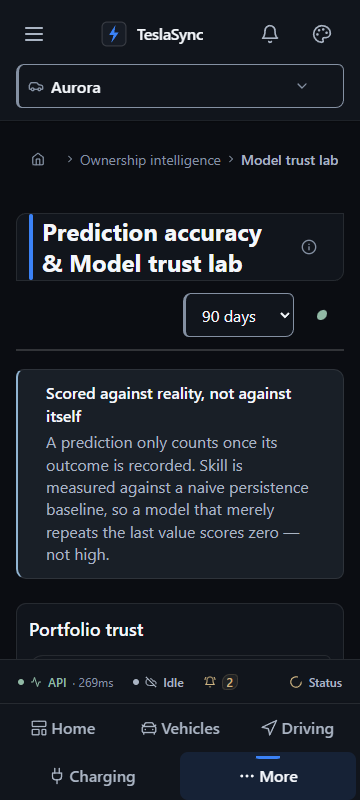 TeslaSync
Aurora
Ownership intelligence Model trust lab
Prediction accuracy
& Model trust lab
90 days
Scored against reality, not against
itself
A prediction only counts once its
outcome is recorded. Skill is
measured against a naive persistence
baseline, so a model that merely
repeats the last value scores zero —
not high.
Portfolio trust
API · 269ms Idle 2 Status
Home Vehicles Driving
Charging More